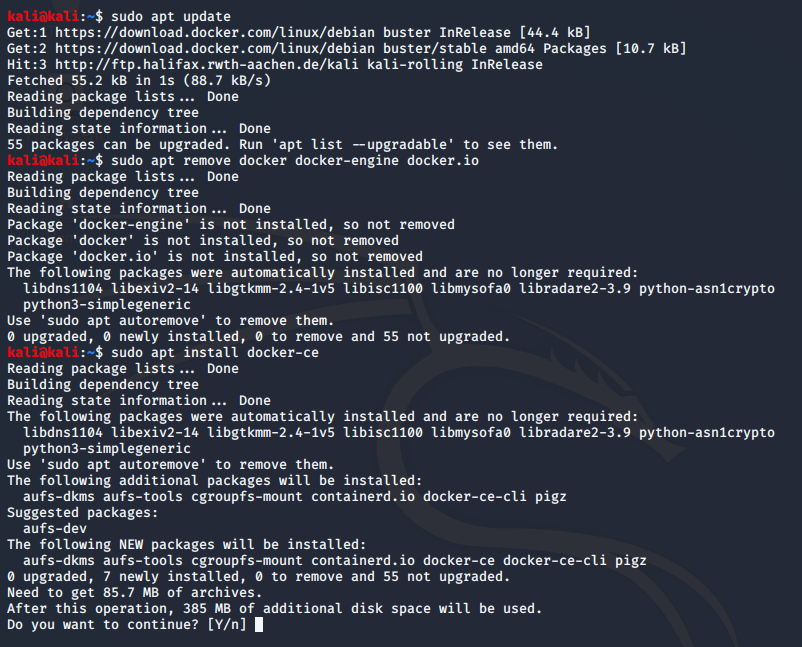 kali@kali:~$ sudo apt update
Get:1 https://download.docker.com/linux/debian buster InRelease [44.4 kB]
Get:2 https://download.docker.com/linux/debian buster/stable amd64 Packages [10.7 kB]
Hit:3 http://ftp.halifax.rwth-aachen.de/kali kali-rolling InRelease
Fetched 55.2 kB in 1s (88.7 kB/s)
Reading package lists... Done
Building dependency tree
Reading state information... Done
55 packages can be upgraded. Run 'apt list --upgradable' to see them.
kali@kali:~$ sudo apt remove docker docker-engine docker.io
Reading package lists... Done
Building dependency tree
Reading state information... Done
Package 'docker-engine' is not installed, so not removed
Package 'docker' is not installed, so not removed
Package 'docker.io' is not installed, so not removed
The following packages were automatically installed and are no longer required:
  libdns1104 libexiv2-14 libgtkmm-2.4-1v5 libisc1100 libmysofa0 libradare2-3.9 python-asn1crypto
  python3-simplegeneric
Use 'sudo apt autoremove' to remove them.
0 upgraded, 0 newly installed, 0 to remove and 55 not upgraded.
kali@kali:~$ sudo apt install docker-ce
Reading package lists... Done
Building dependency tree
Reading state information... Done
The following packages were automatically installed and are no longer required:
  libdns1104 libexiv2-14 libgtkmm-2.4-1v5 libisc1100 libmysofa0 libradare2-3.9 python-asn1crypto
  python3-simplegeneric
Use 'sudo apt autoremove' to remove them.
The following additional packages will be installed:
  aufs-dkms aufs-tools cgroupfs-mount containerd.io docker-ce-cli pigz
Suggested packages:
  aufs-dev
The following NEW packages will be installed:
  aufs-dkms aufs-tools cgroupfs-mount containerd.io docker-ce docker-ce-cli pigz
0 upgraded, 7 newly installed, 0 to remove and 55 not upgraded.
Need to get 85.7 MB of archives.
After this operation, 385 MB of additional disk space will be used.
Do you want to continue? [Y/n]